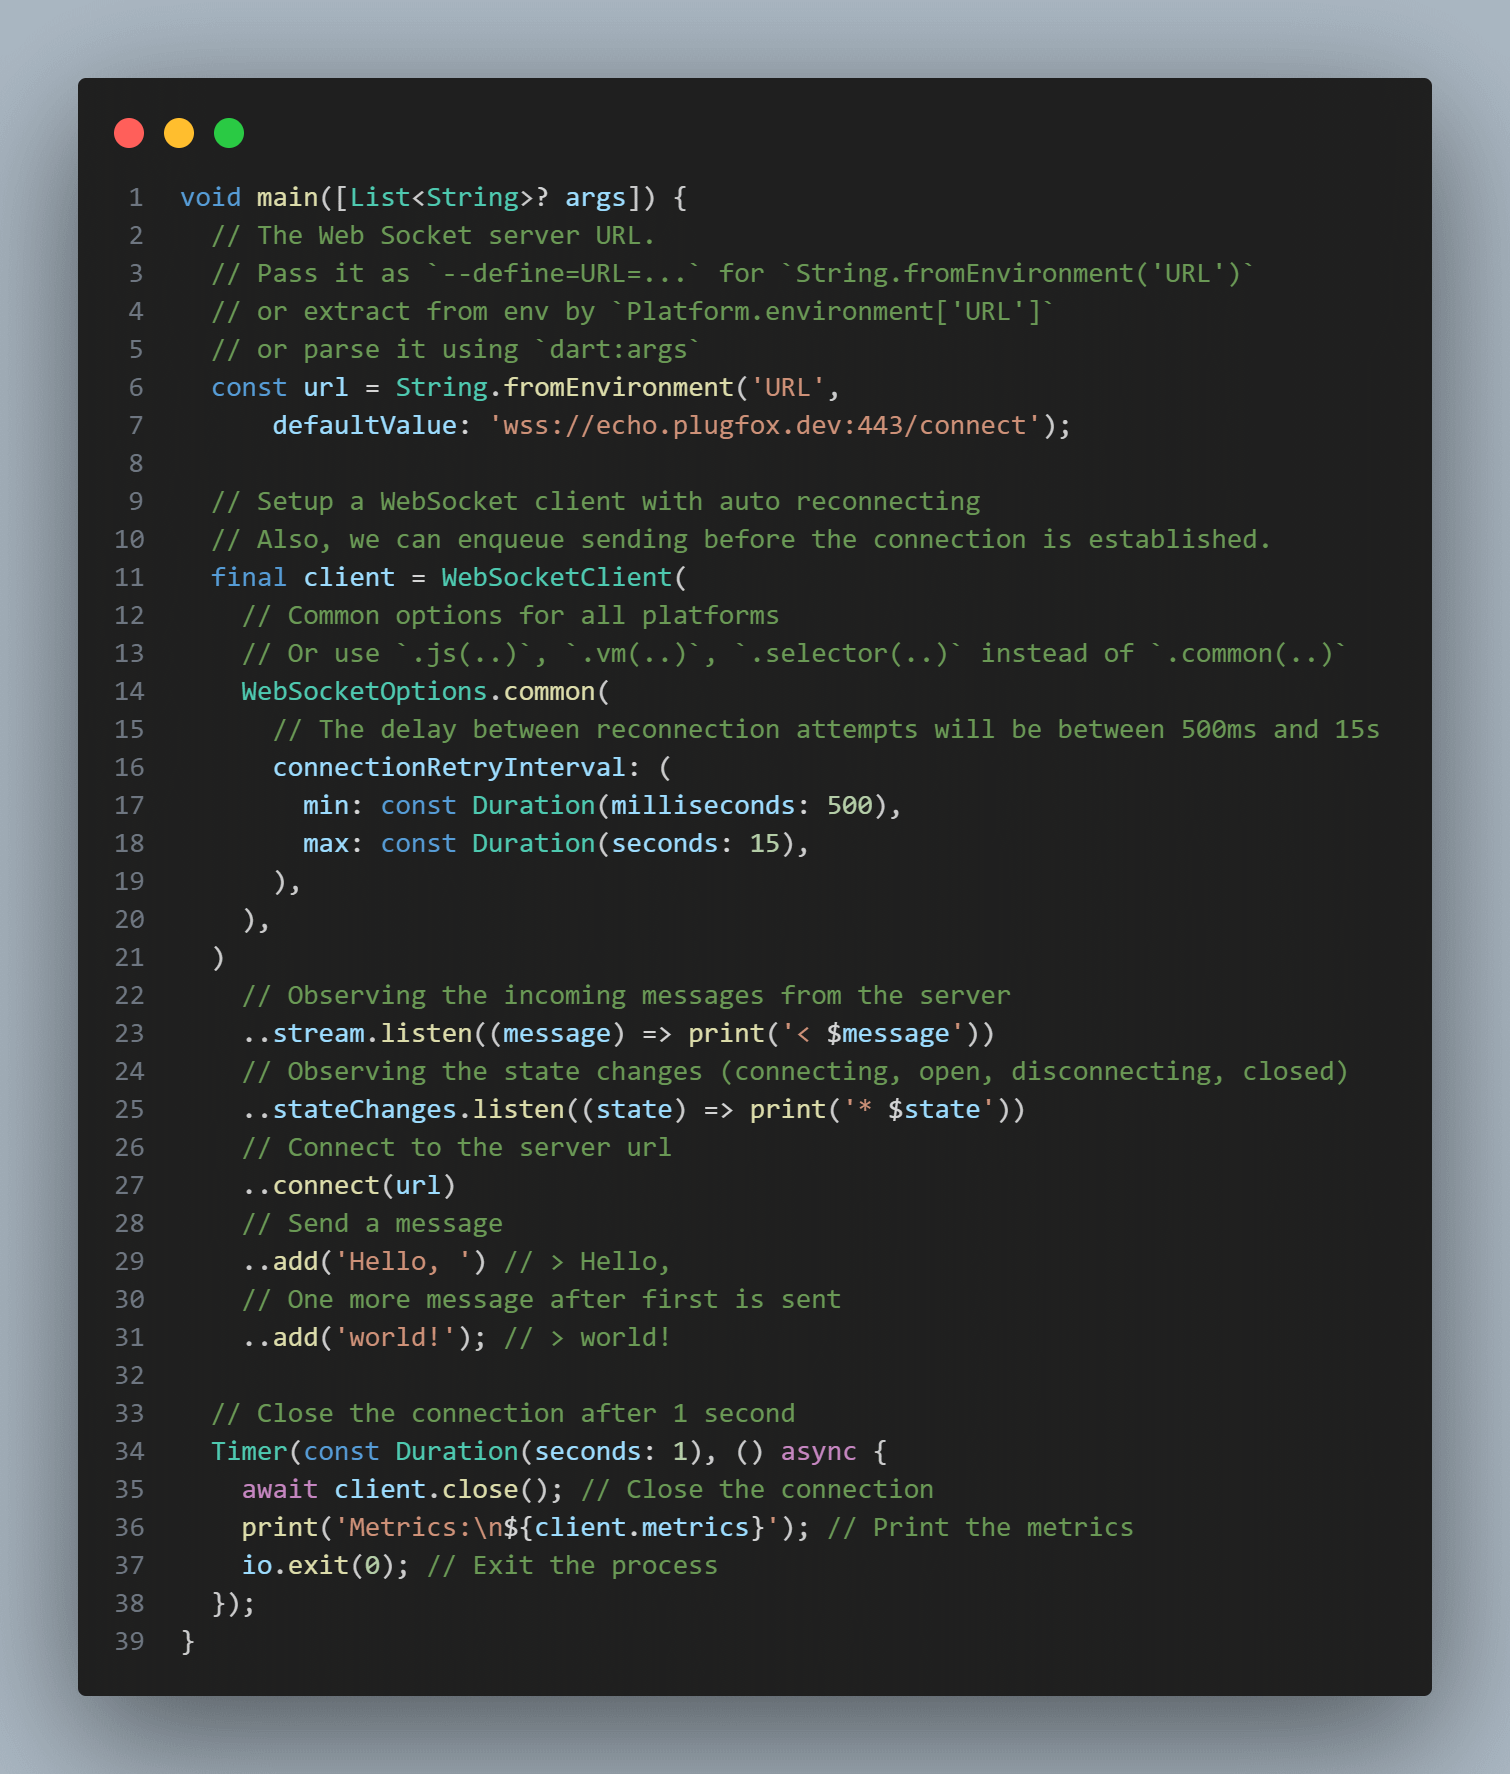 1 void main([List<String>? args]) {
2   // The Web Socket server URL.
3   // Pass it as `--define=URL=...` for `String.fromEnvironment('URL')`
4   // or extract from env by `Platform.environment['URL']`
5   // or parse it using `dart:args`
6   const url = String.fromEnvironment('URL',
7       defaultValue: 'wss://echo.plugfox.dev:443/connect');
8
9   // Setup a WebSocket client with auto reconnecting
10   // Also, we can enqueue sending before the connection is established.
11   final client = WebSocketClient(
12     // Common options for all platforms
13     // Or use `.js(..)`, `.vm(..)`, `.selector(..)` instead of `.common(..)`
14     WebSocketOptions.common(
15       // The delay between reconnection attempts will be between 500ms and 15s
16       connectionRetryInterval: (
17         min: const Duration(milliseconds: 500),
18         max: const Duration(seconds: 15),
19       ),
20     ),
21   )
22     // Observing the incoming messages from the server
23     ..stream.listen((message) => print('< $message'))
24     // Observing the state changes (connecting, open, disconnecting, closed)
25     ..stateChanges.listen((state) => print('* $state'))
26     // Connect to the server url
27     ..connect(url)
28     // Send a message
29     ..add('Hello, ') // > Hello,
30     // One more message after first is sent
31     ..add('world!'); // > world!
32
33   // Close the connection after 1 second
34   Timer(const Duration(seconds: 1), () async {
35     await client.close(); // Close the connection
36     print('Metrics:\n${client.metrics}'); // Print the metrics
37     io.exit(0); // Exit the process
38   });
39 }